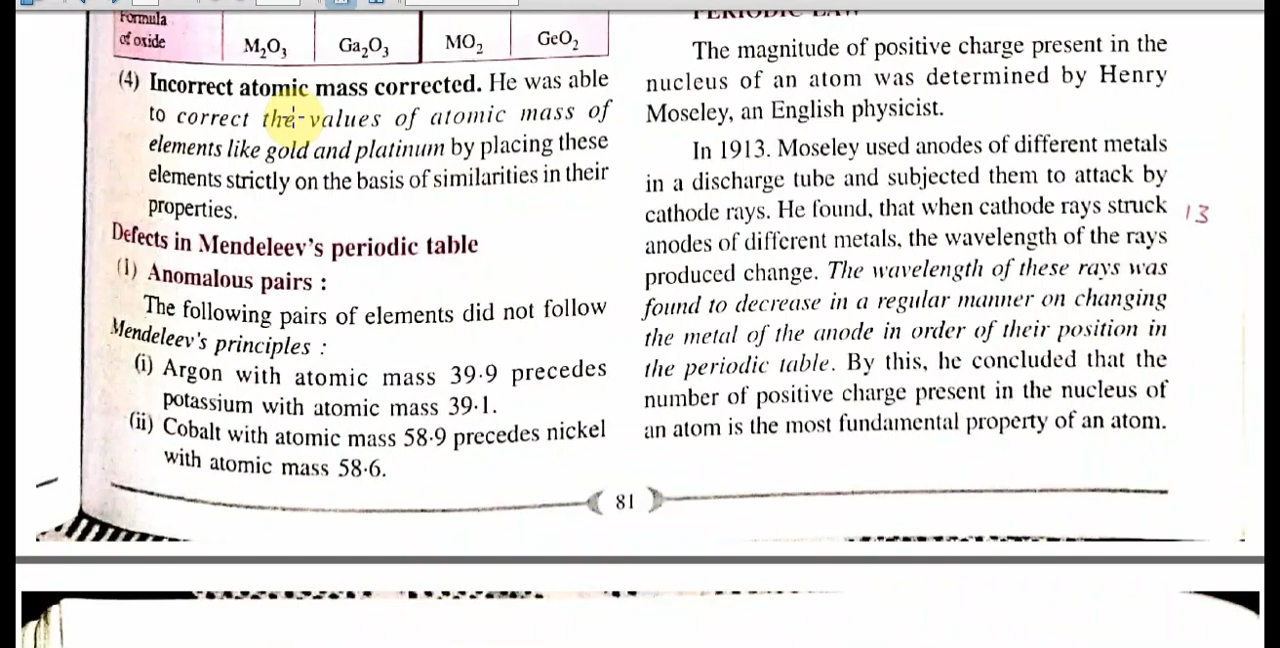 Formula
of oxide
M₂O₃
Ga₂O₃
MO₂
GeO₂
(4) Incorrect atomic mass corrected. He was able
to correct the values of atomic mass of
elements like gold and platinum by placing these
elements strictly on the basis of similarities in their
properties.
Defects in Mendeleev's periodic table
(1) Anomalous pairs :
The following pairs of elements did not follow
Mendeleev's principles :
(i) Argon with atomic mass 39·9 precedes
potassium with atomic mass 39·1.
(ii) Cobalt with atomic mass 58·9 precedes nickel
with atomic mass 58·6.
PERIODIC LAW
The magnitude of positive charge present in the
nucleus of an atom was determined by Henry
Moseley, an English physicist.
In 1913. Moseley used anodes of different metals
in a discharge tube and subjected them to attack by
cathode rays. He found, that when cathode rays struck
anodes of different metals, the wavelength of the rays
produced change. The wavelength of these rays was
found to decrease in a regular manner on changing
the metal of the anode in order of their position in
the periodic table. By this, he concluded that the
number of positive charge present in the nucleus of
an atom is the most fundamental property of an atom.
13
81